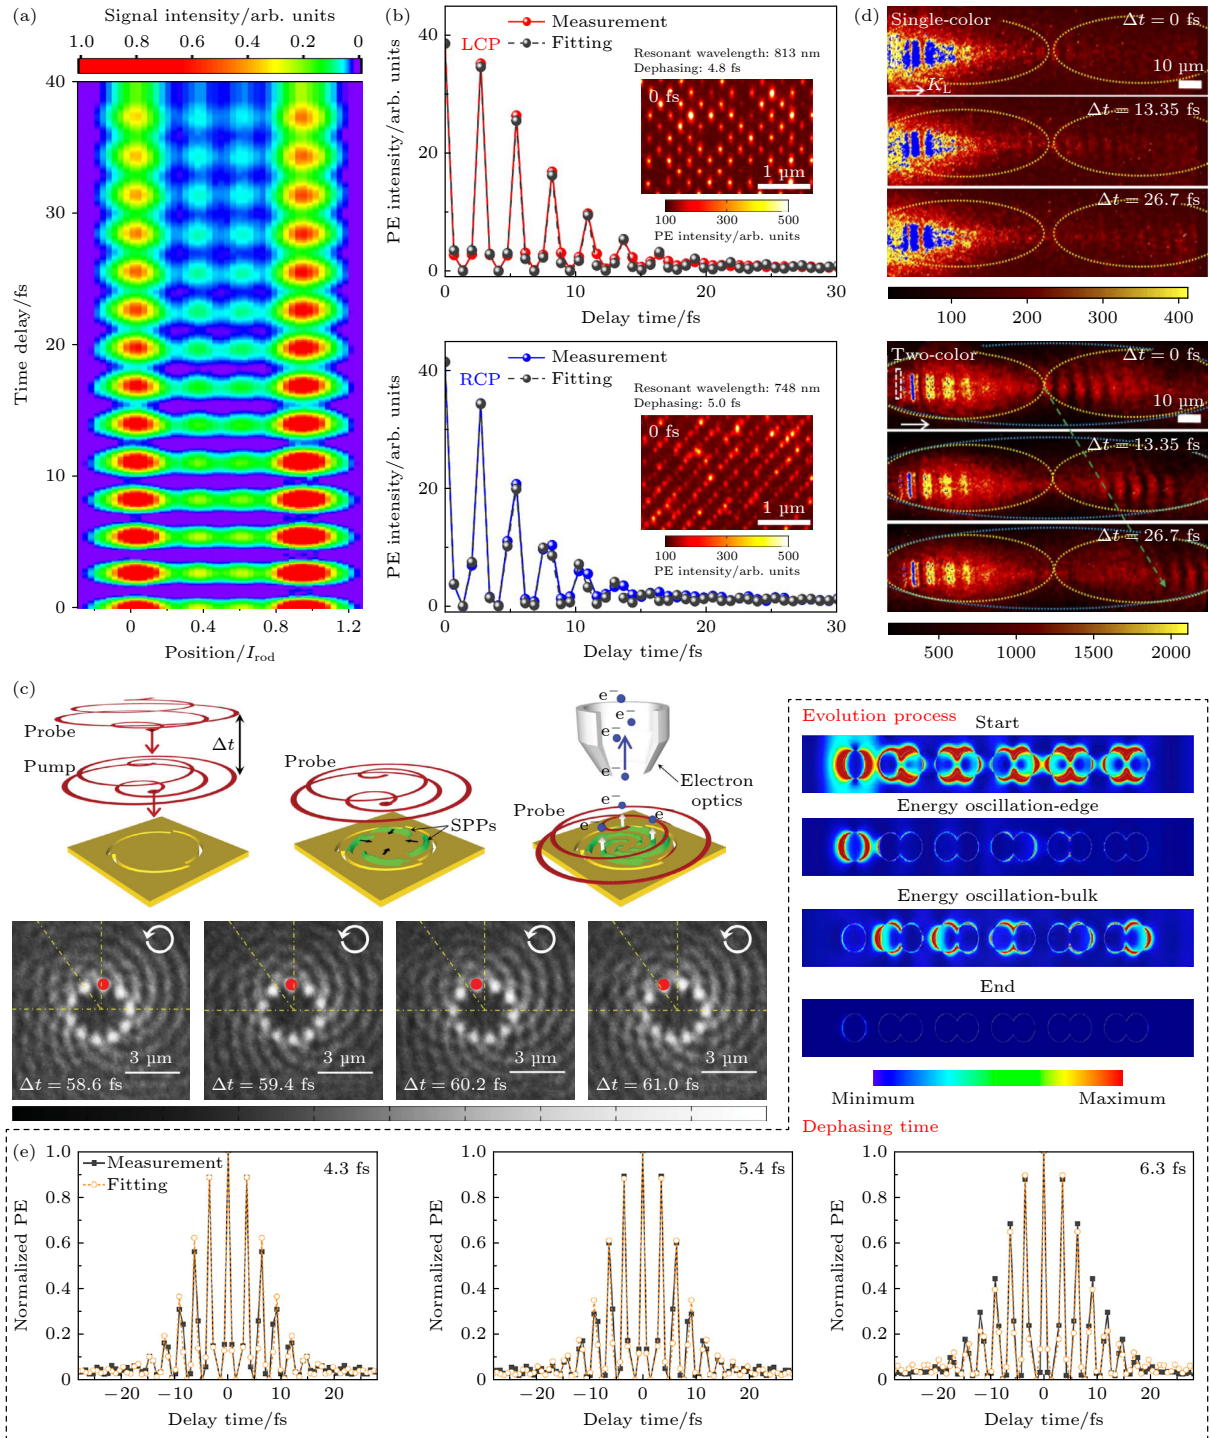 (a)
Signal intensity/arb. units
1.0 0.8 0.6 0.4 0.2 0
Time delay/fs
40
30
20
10
0
0 0.4 0.8 1.2
Position/I_rod
(b)
PE intensity/arb. units
40
20
0
LCP
Measurement
Fitting
Resonant wavelength: 813 nm
Dephasing: 4.8 fs
0 fs
1 μm
100 300 500
PE intensity/arb. units
0 10 20 30
Delay time/fs
PE intensity/arb. units
40
20
0
RCP
Measurement
Fitting
Resonant wavelength: 748 nm
Dephasing: 5.0 fs
0 fs
1 μm
100 300 500
PE intensity/arb. units
0 10 20 30
Delay time/fs
(d)
Single-color
Δt = 0 fs
10 μm
K_L
Δt = 13.35 fs
Δt = 26.7 fs
100 200 300 400
Two-color
Δt = 0 fs
10 μm
Δt = 13.35 fs
Δt = 26.7 fs
500 1000 1500 2000
(c)
Probe
Δt
Pump
Probe
SPPs
e−
e−
e−
e−
Electron
optics
Probe
e−
e−
e−
3 μm
Δt = 58.6 fs
3 μm
Δt = 59.4 fs
3 μm
Δt = 60.2 fs
3 μm
Δt = 61.0 fs
Evolution process
Start
Energy oscillation-edge
Energy oscillation-bulk
End
Minimum Maximum
Dephasing time
(e)
Normalized PE
1.0
0.8
0.6
0.4
0.2
0
Measurement
Fitting
4.3 fs
−20 −10 0 10 20
Delay time/fs
Normalized PE
1.0
0.8
0.6
0.4
0.2
0
5.4 fs
−20 −10 0 10 20
Delay time/fs
Normalized PE
1.0
0.8
0.6
0.4
0.2
0
6.3 fs
−20 −10 0 10 20
Delay time/fs